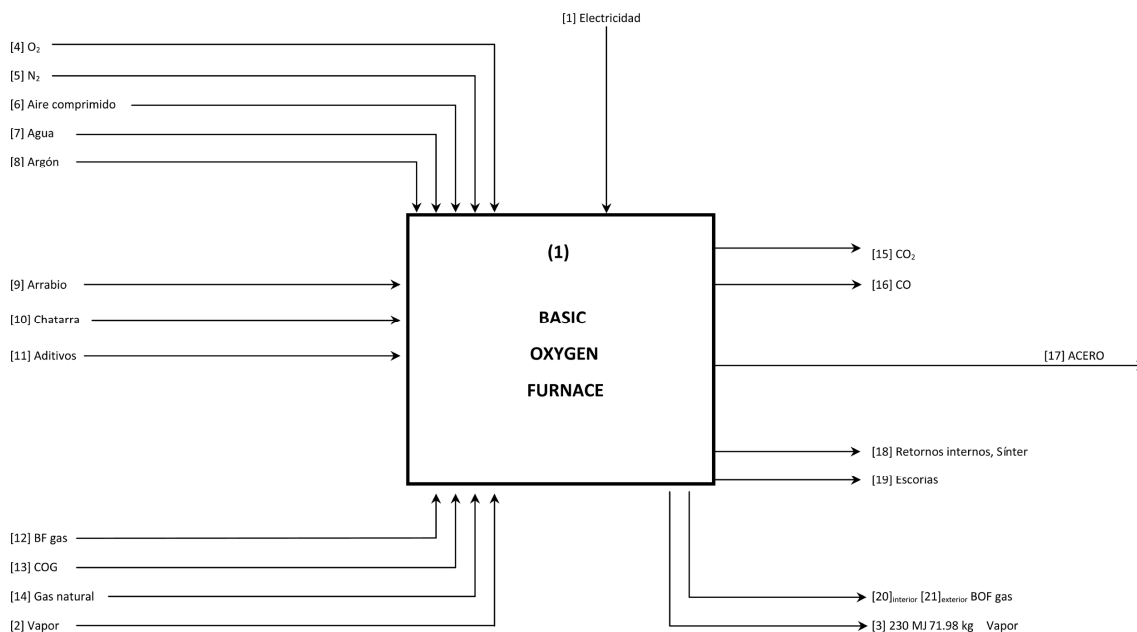 [1] Electricidad
[4] O₂
[5] N₂
[6] Aire comprimido
[7] Agua
[8] Argón
(1)
BASIC
OXYGEN
FURNACE
[9] Arrabio
[10] Chatarra
[11] Aditivos
[15] CO₂
[16] CO
[17] ACERO
[18] Retornos internos, Sínter
[19] Escorias
[12] BF gas
[13] COG
[14] Gas natural
[2] Vapor
[20]interior [21]exterior BOF gas
[3] 230 MJ 71.98 kg Vapor